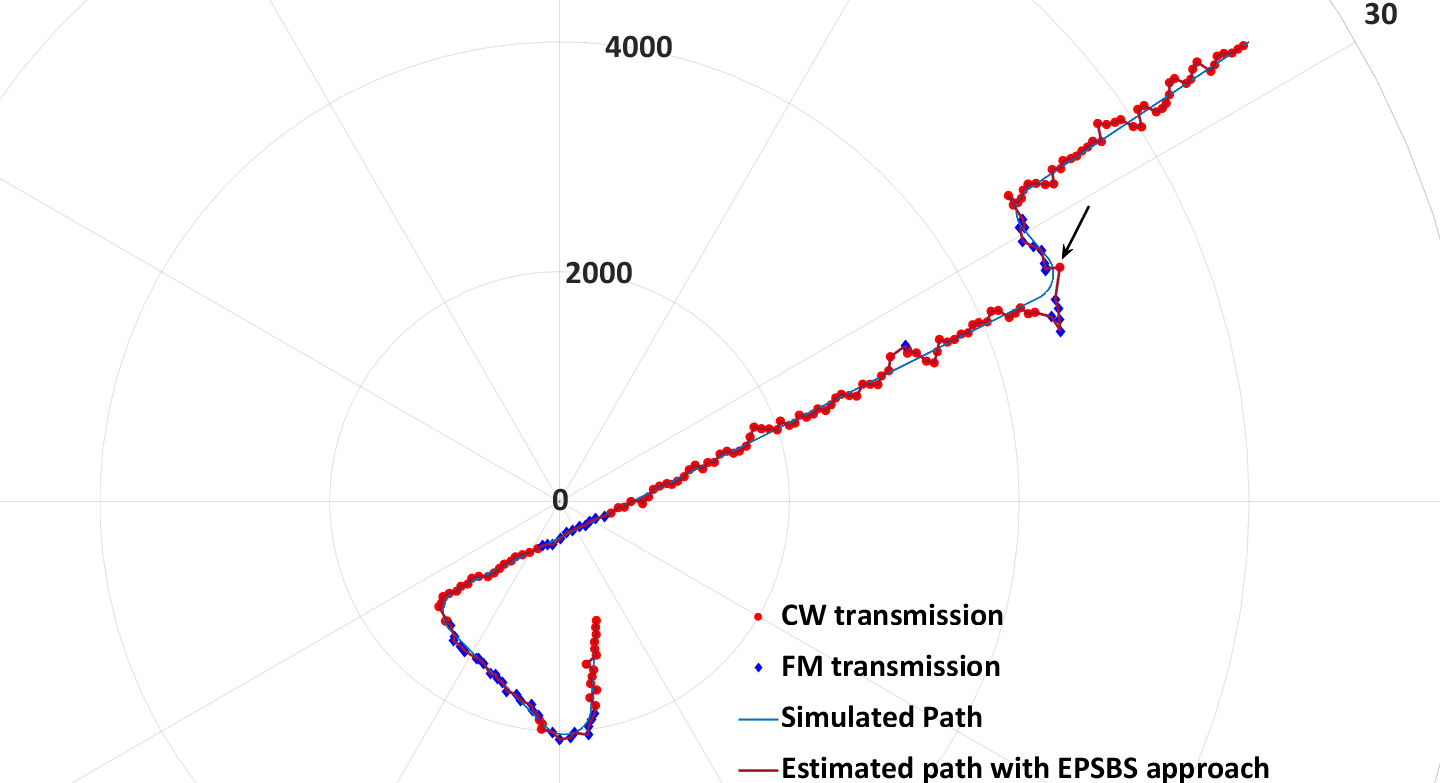 30
4000
2000
0
CW transmission
FM transmission
Simulated Path
Estimated path with EPSBS approach